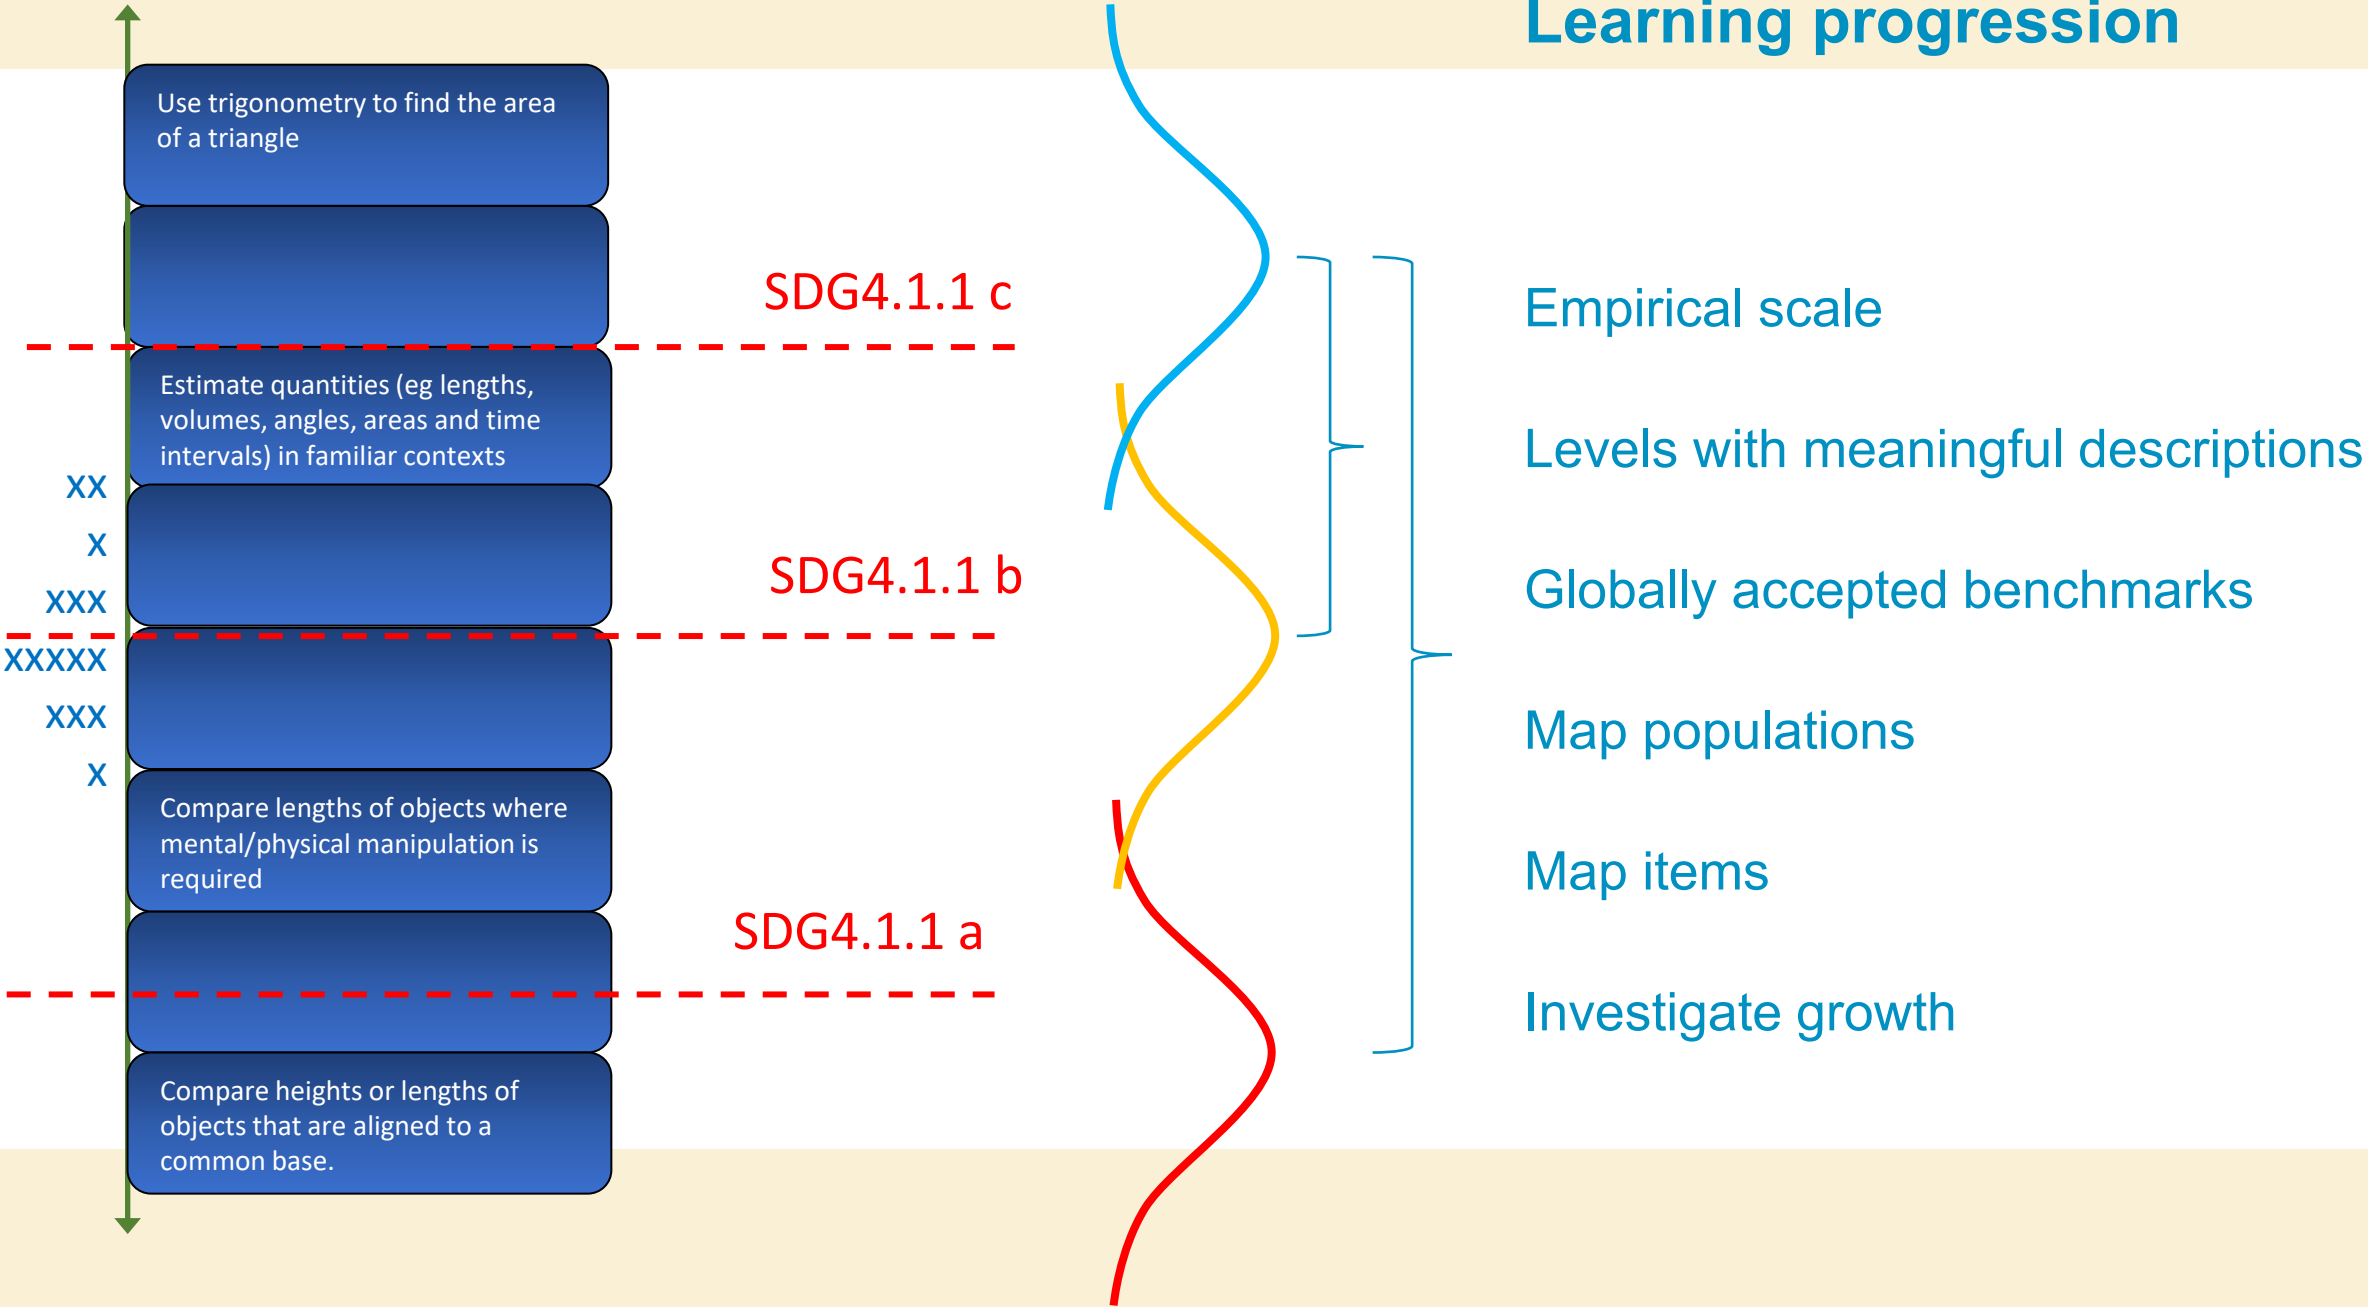 Learning progression
Use trigonometry to find the area
of a triangle
SDG4.1.1 c
Estimate quantities (eg lengths,
volumes, angles, areas and time
intervals) in familiar contexts
xx
x
xxx
SDG4.1.1 b
xxxxx
xxx
x
Compare lengths of objects where
mental/physical manipulation is
required
SDG4.1.1 a
Compare heights or lengths of
objects that are aligned to a
common base.
Empirical scale
Levels with meaningful descriptions
Globally accepted benchmarks
Map populations
Map items
Investigate growth